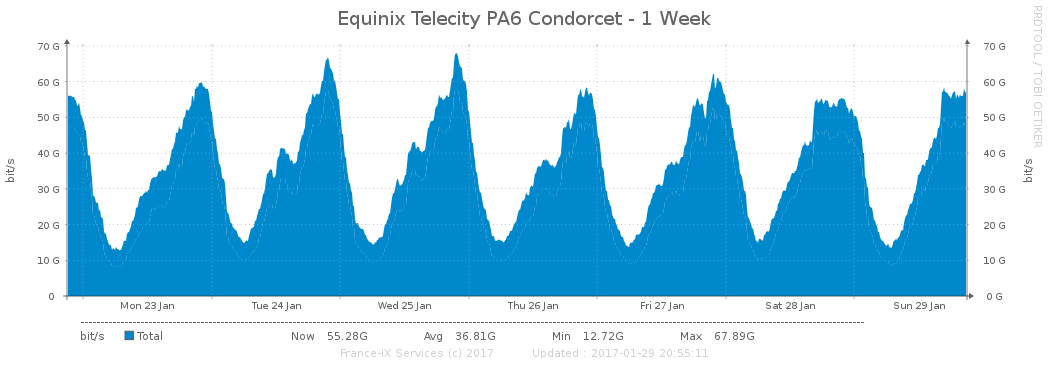 Equinix Telecity PA6 Condorcet - 1 Week
RRDTOOL / TOBI OETIKER
bit/s
70 G
60 G
50 G
40 G
30 G
20 G
10 G
0
70 G
60 G
50 G
40 G
30 G
20 G
10 G
0 G
bit/s
Mon 23 Jan Tue 24 Jan Wed 25 Jan Thu 26 Jan Fri 27 Jan Sat 28 Jan Sun 29 Jan
bit/s Total Now 55.28G Avg 36.81G Min 12.72G Max 67.89G
France-IX Services (c) 2017 Updated : 2017-01-29 20:55:11